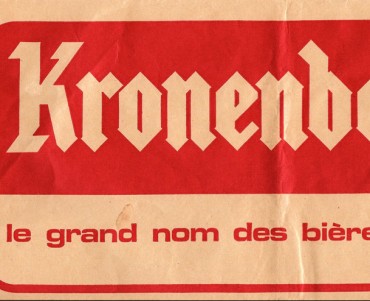 Kronenb
le grand nom des bière